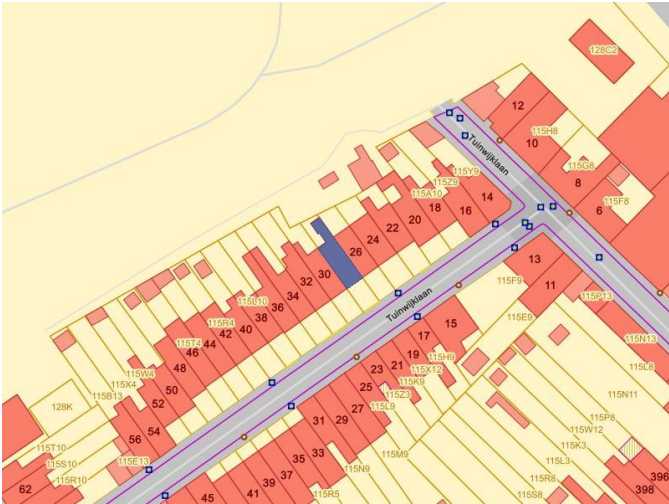 128C2
12
115H8
10
Tuinwijklaan
115G8
8
115F8
6
115Y9
115Z9
115A10
14
16
18
20
22
24
26
30
32
34
36
38
40
42
44
46
48
50
52
54
56
115L10
115R4
115T4
115W4
115X4
115B13
128K
115T10
115S10
115R10
115E13
62
Tuinwijklaan
13
11
115F9
115E9
115P13
115N13
115L8
115N11
15
17
19
21
23
25
27
29
31
33
35
37
39
41
45
115H9
115X12
115K9
115Z3
115L9
115M9
115N9
115R5
115P8
115W12
115K3
115L3
115R8
115S8
396
398